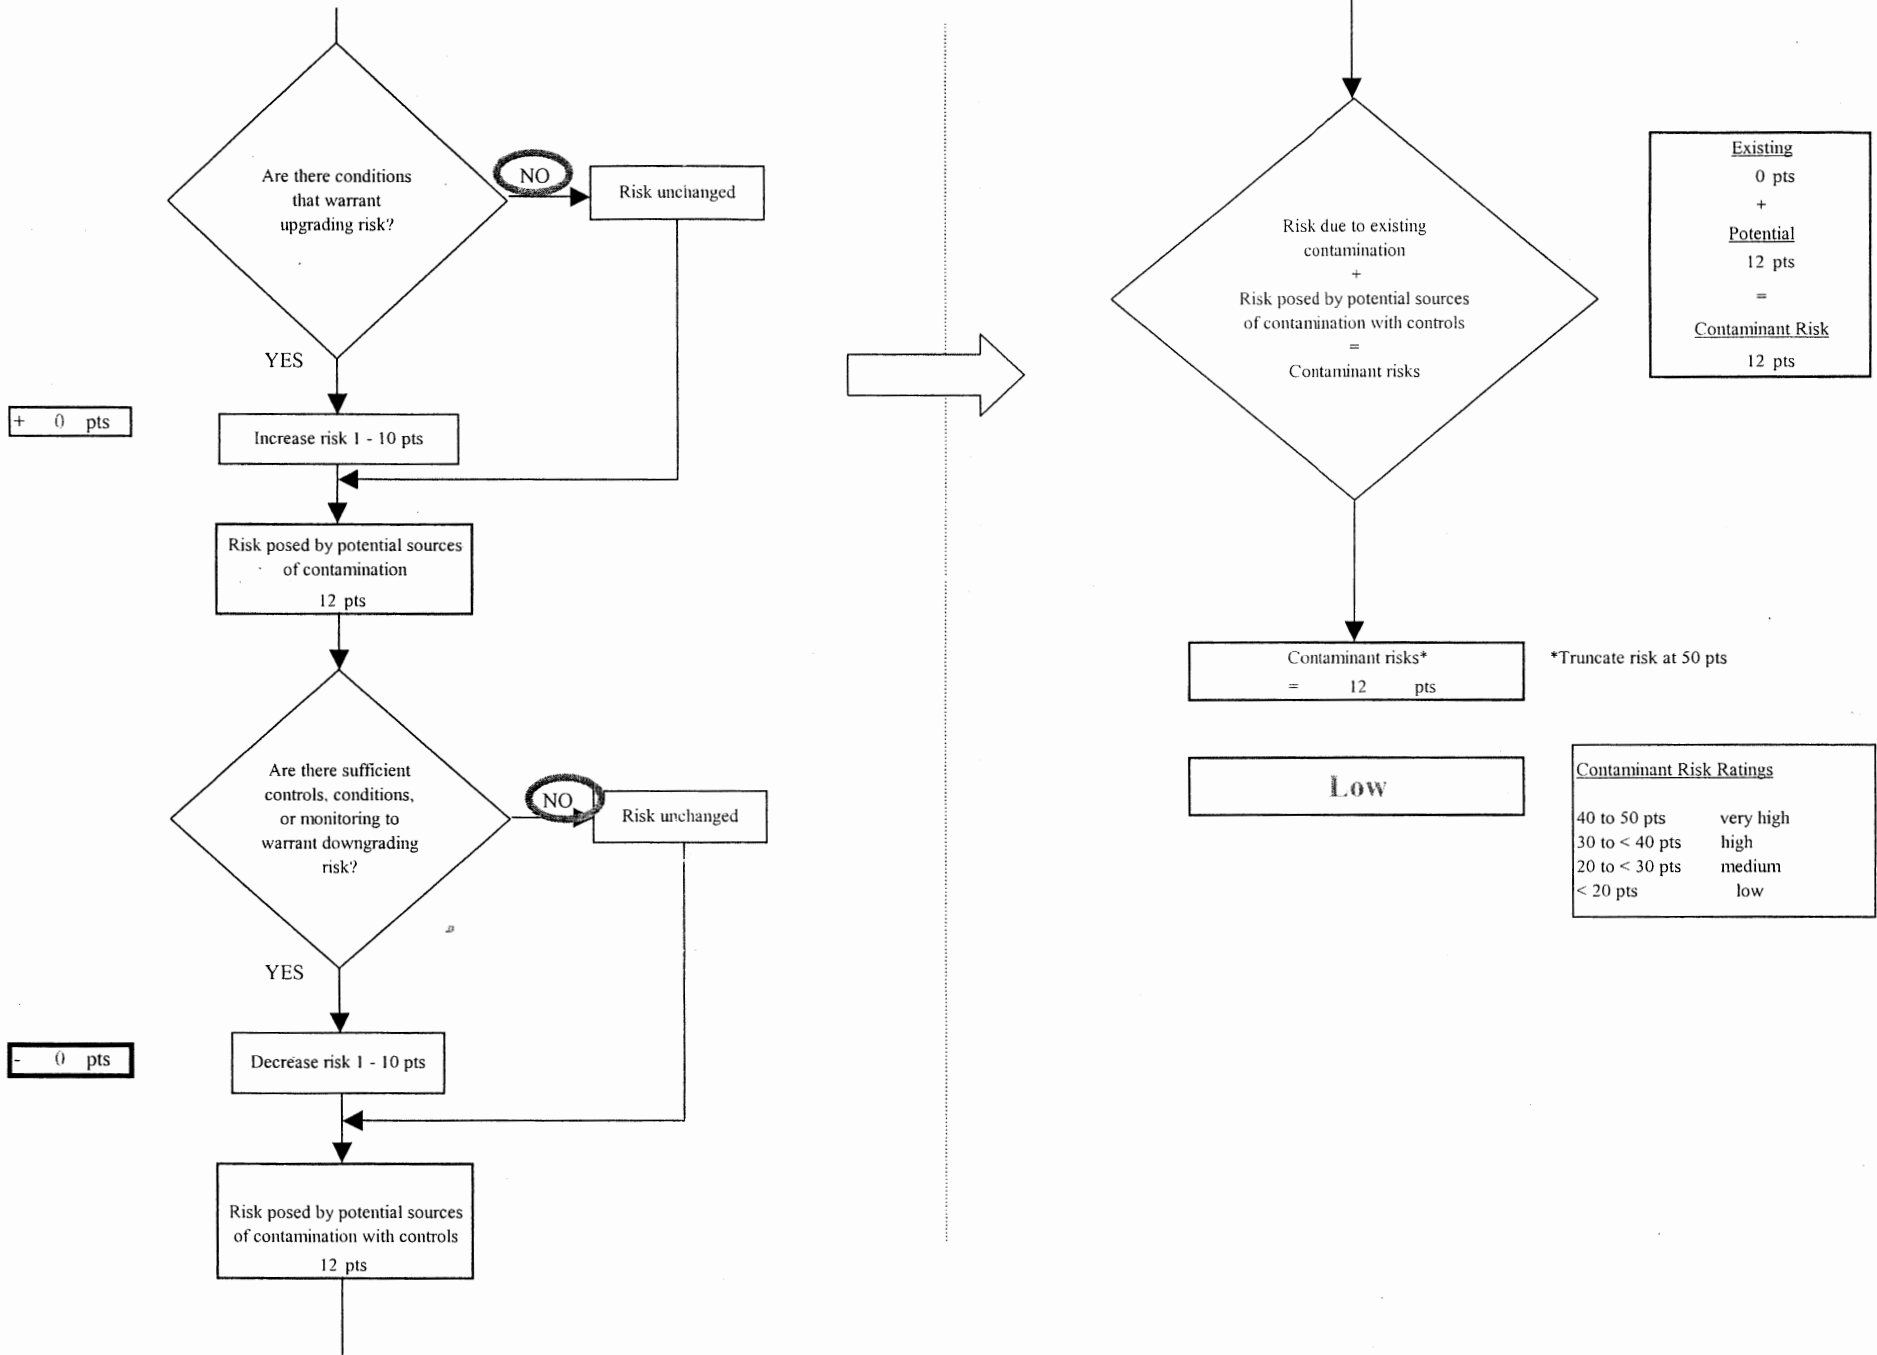 Are there conditions
that warrant
upgrading risk?
NO
Risk unchanged
YES
+ 0 pts
Increase risk 1 - 10 pts
Risk posed by potential sources
of contamination
12 pts
Are there sufficient
controls, conditions,
or monitoring to
warrant downgrading
risk?
NO
Risk unchanged
YES
- 0 pts
Decrease risk 1 - 10 pts
Risk posed by potential sources
of contamination with controls
12 pts
Risk due to existing
contamination
+
Risk posed by potential sources
of contamination with controls
=
Contaminant risks
Existing
0 pts
+
Potential
12 pts
=
Contaminant Risk
12 pts
Contaminant risks*
= 12 pts
*Truncate risk at 50 pts
Low
Contaminant Risk Ratings
40 to 50 pts very high
30 to < 40 pts high
20 to < 30 pts medium
< 20 pts low